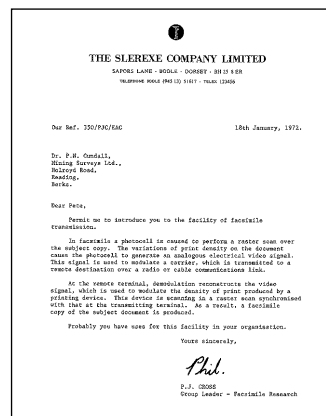 THE SLEREXE COMPANY LIMITED
SAPORS LANE - BOOLE - DORSET - BH 25 8 ER
TELEPHONE BOOLE (945 13) 51617 - TELEX 123456
Our Ref. 350/PJC/EAC 18th January, 1972.
Dr. P.N. Cundall,
Mining Surveys Ltd.,
Holroyd Road,
Reading,
Berks.
Dear Pete,
Permit me to introduce you to the facility of facsimile
transmission.
In facsimile a photocell is caused to perform a raster scan over
the subject copy. The variations of print density on the document
cause the photocell to generate an analogous electrical video signal.
This signal is used to modulate a carrier, which is transmitted to a
remote destination over a radio or cable communications link.
At the remote terminal, demodulation reconstructs the video
signal, which is used to modulate the density of print produced by a
printing device. This device is scanning in a raster scan synchronised
with that at the transmitting terminal. As a result, a facsimile
copy of the subject document is produced.
Probably you have uses for this facility in your organisation.
Yours sincerely,
Phil.
P.J. CROSS
Group Leader - Facsimile Research